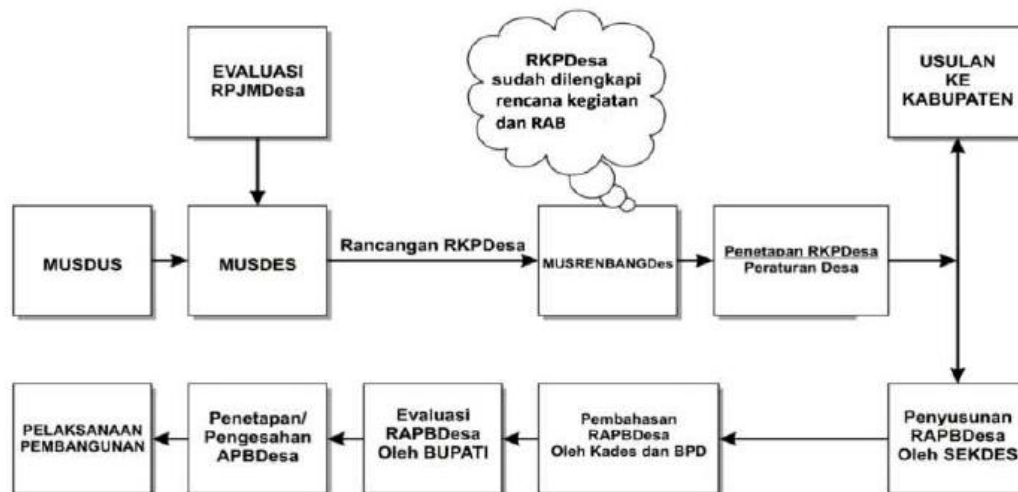 EVALUASI
RPJMDesa
RKPDesa
sudah dilengkapi
rencana kegiatan
dan RAB
USULAN
KE
KABUPATEN
MUSDUS
MUSDES
Rancangan RKPDesa
MUSRENBANGDes
Penetapan RKPDesa
Peraturan Desa
PELAKSANAAN
PEMBANGUNAN
Penetapan/
Pengesahan
APBDesa
Evaluasi
RAPBDesa
Oleh BUPATI
Pembahasan
RAPBDesa
Oleh Kades dan BPD
Penyusunan
RAPBDesa
Oleh SEKDES